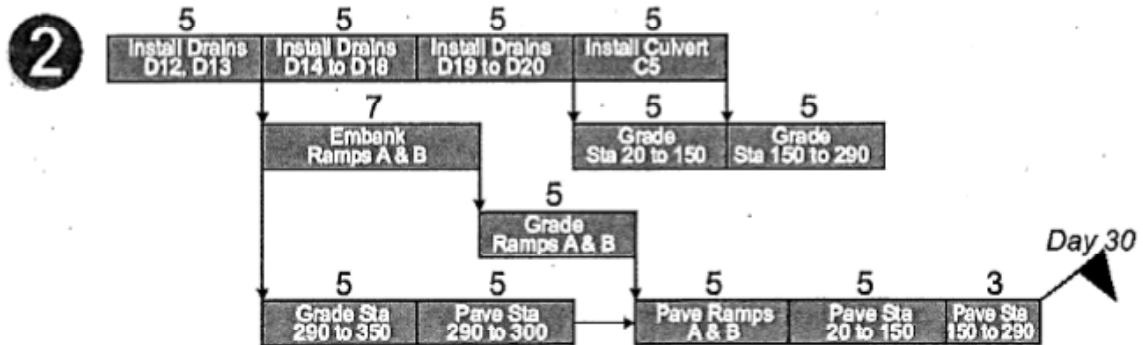 2
5 5 5 5
Install Drains
D12, D13
Install Drains
D14 to D18
Install Drains
D19 to D20
Install Culvert
C5
7
Embank
Ramps A & B
5 5
Grade
Sta 20 to 150
Grade
Sta 150 to 290
5
Grade
Ramps A & B
Day 30
5 5 5 5 3
Grade Sta
290 to 350
Pave Sta
290 to 300
Pave Ramps
A & B
Pave Sta
20 to 150
Pave Sta
150 to 290